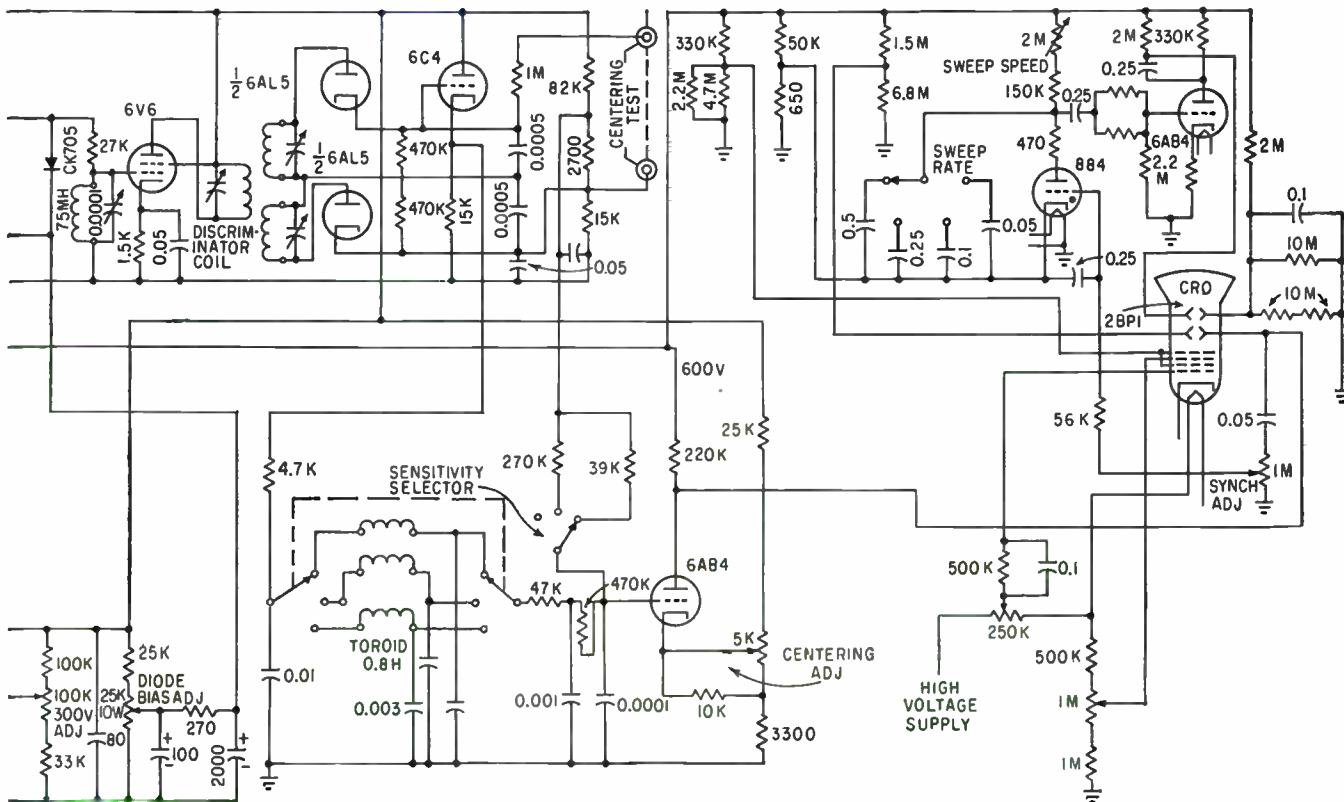 330K
50K
1.5M
2M
2M
330K
SWEEP SPEED
0.25
150K
0.25
6AB4
2.2
M
2M
½ 6AL5
6C4
1M
82K
CENTERING
TEST
2.2M
4.7M
650
6.8M
6V6
CK705
27K
½ 6AL5
470K
0.0005
2700
470
884
SWEEP
RATE
75MH
0.0001
1.5K
0.05
DISCRIM-
INATOR
COIL
470K
15K
0.0005
15K
0.05
0.5
0.25
0.1
0.05
0.25
0.1
10M
CRO
10M
2BP1
600V
4.7K
SENSITIVITY
SELECTOR
270K
39K
220K
25K
56K
0.05
1M
SYNCH
ADJ
47K
470K
6AB4
500K
0.1
250K
TOROID
0.8H
5K
CENTERING
ADJ
0.01
0.003
0.001
0.0001
10K
3300
HIGH
VOLTAGE
SUPPLY
500K
1M
1M
100K
25K
100K
300V
ADJ
25K
10W
DIODE
BIAS ADJ
270
33K
80
+
100
-
+
2000
-